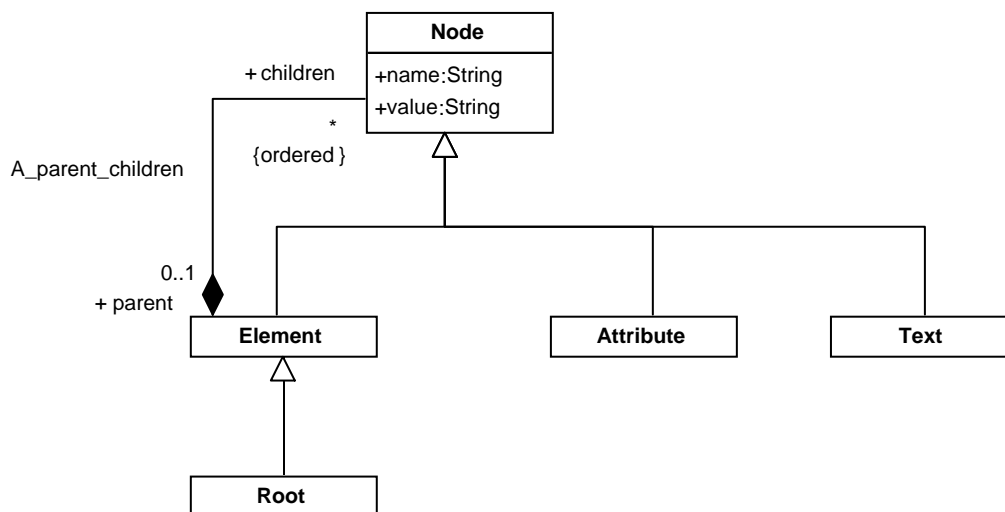 Node
+name:String
+value:String
+ children
*
{ordered }
A_parent_children
0..1
+ parent
Element
Attribute
Text
Root